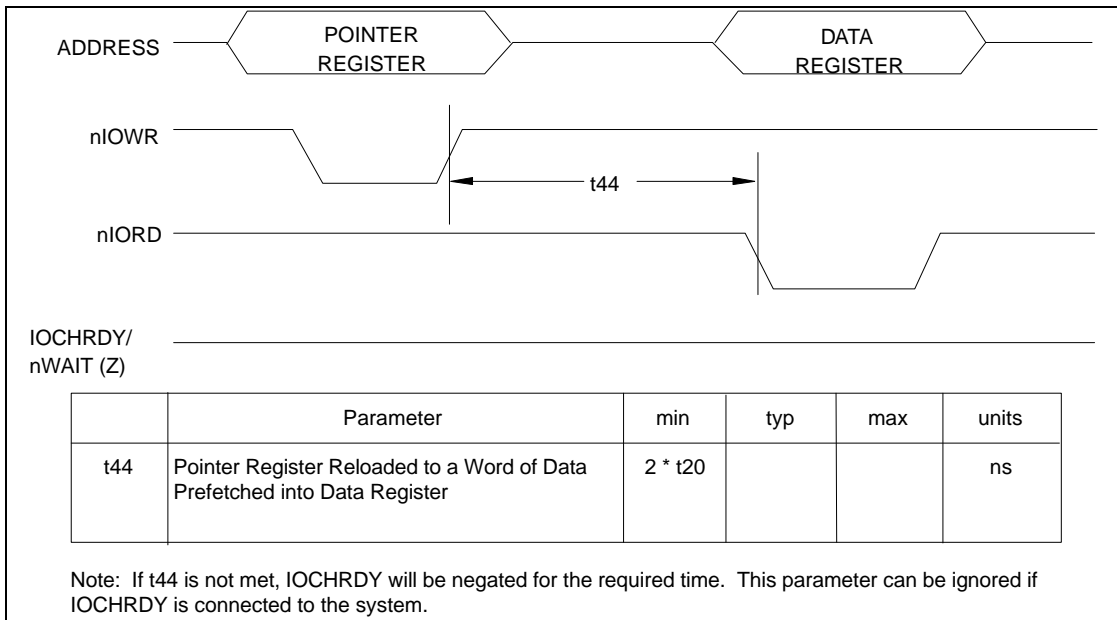 ADDRESS
POINTER
REGISTER
DATA
REGISTER
nIOWR
t44
nIORD
IOCHRDY/
nWAIT (Z)
Parameter min typ max units
t44 Pointer Register Reloaded to a Word of Data 2 * t20 ns
Prefetched into Data Register
Note: If t44 is not met, IOCHRDY will be negated for the required time. This parameter can be ignored if
IOCHRDY is connected to the system.